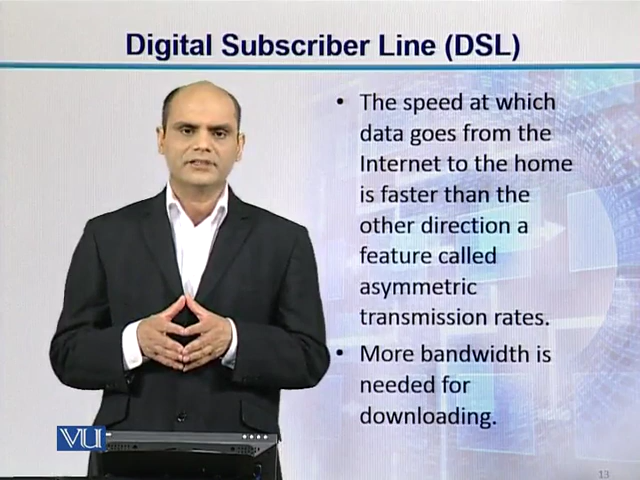 Digital Subscriber Line (DSL)
• The speed at which
data goes from the
Internet to the home
is faster than the
other direction a
feature called
asymmetric
transmission rates.
• More bandwidth is
needed for
downloading.
VU
13